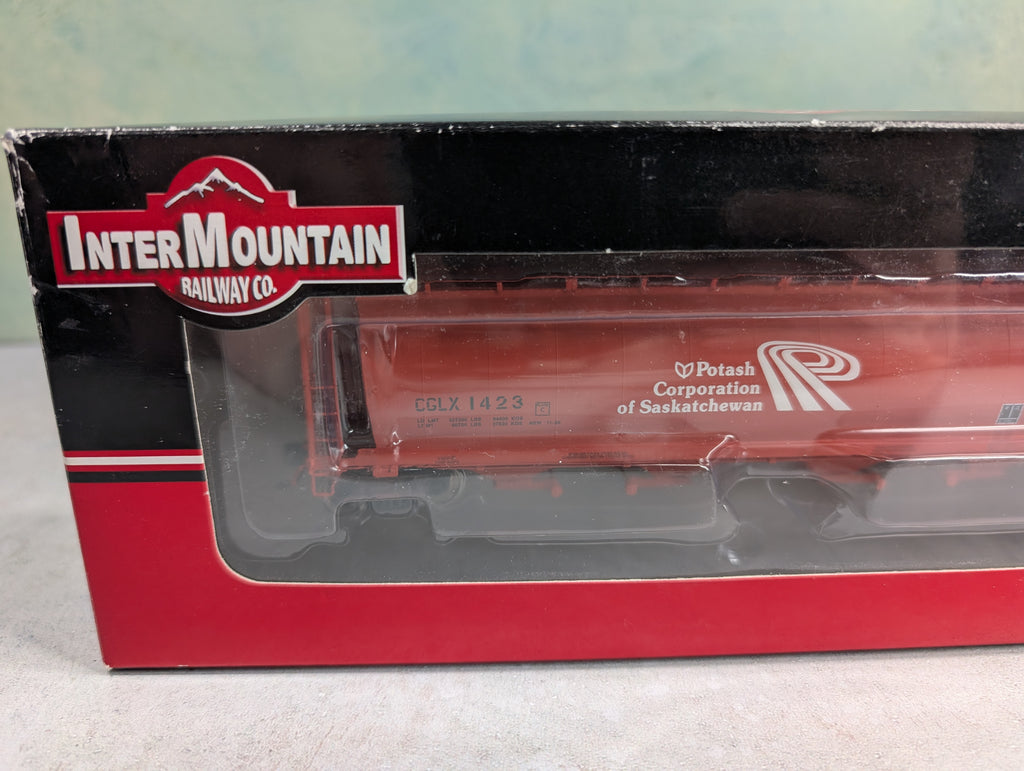 INTERMOUNTAIN
RAILWAY CO.
Potash
Corporation
of Saskatchewan
CGLX 1423
C